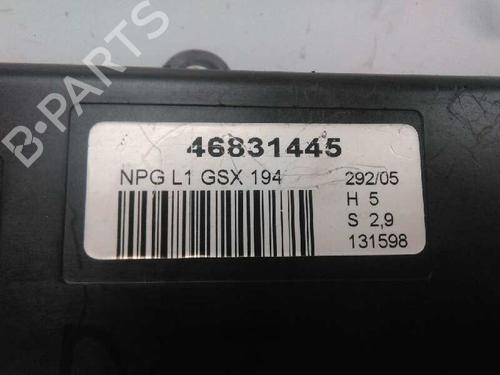 B-PARTS
46831445
NPG L1 GSX 194
292/05
H 5
S 2,9
131598